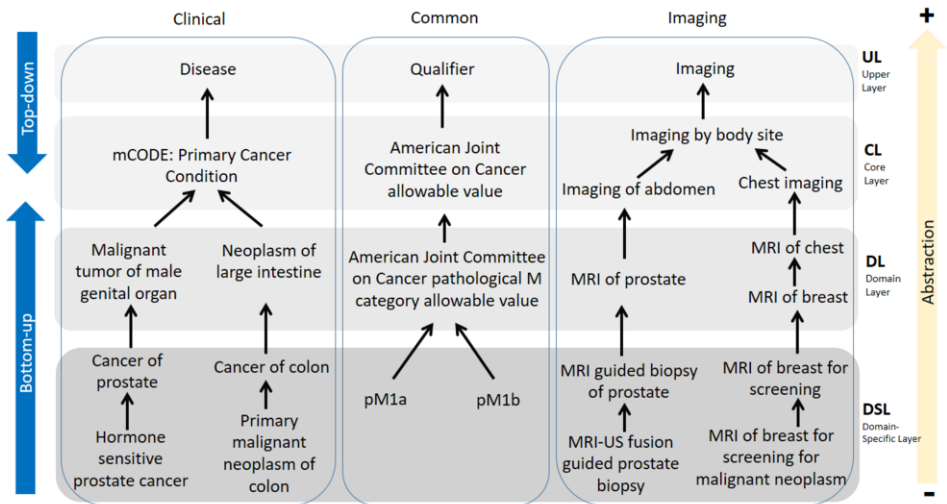 Clinical
Common
Imaging
+
Top-down
Bottom-up
Abstraction
-
UL
Upper
Layer
CL
Core
Layer
DL
Domain
Layer
DSL
Domain-
Specific Layer
Disease
mCODE: Primary Cancer
Condition
Malignant
tumor of male
genital organ
Neoplasm of
large intestine
Cancer of
prostate
Cancer of colon
Hormone
sensitive
prostate cancer
Primary
malignant
neoplasm of
colon
Qualifier
American Joint
Committee on Cancer
allowable value
American Joint Committee
on Cancer pathological M
category allowable value
pM1a
pM1b
Imaging
Imaging by body site
Imaging of abdomen
Chest imaging
MRI of prostate
MRI of chest
MRI of breast
MRI guided biopsy
of prostate
MRI of breast for
screening
MRI-US fusion
guided prostate
biopsy
MRI of breast for
screening for
malignant neoplasm